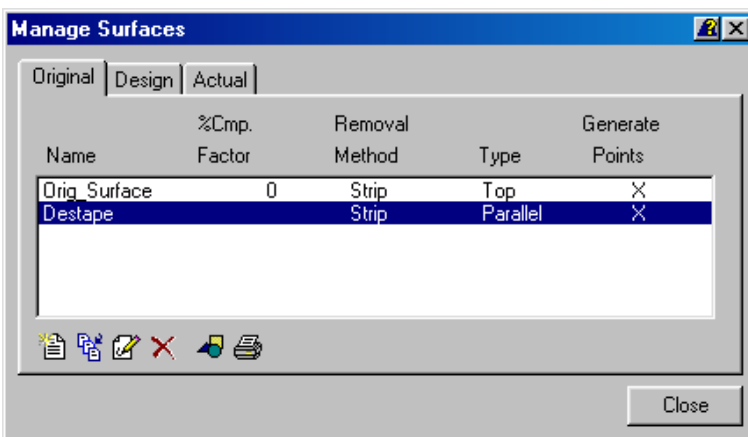 Manage Surfaces
Original Design Actual
%Cmp. Removal Generate
Name Factor Method Type Points
Orig_Surface 0 Strip Top X
Destape Strip Parallel X
Close